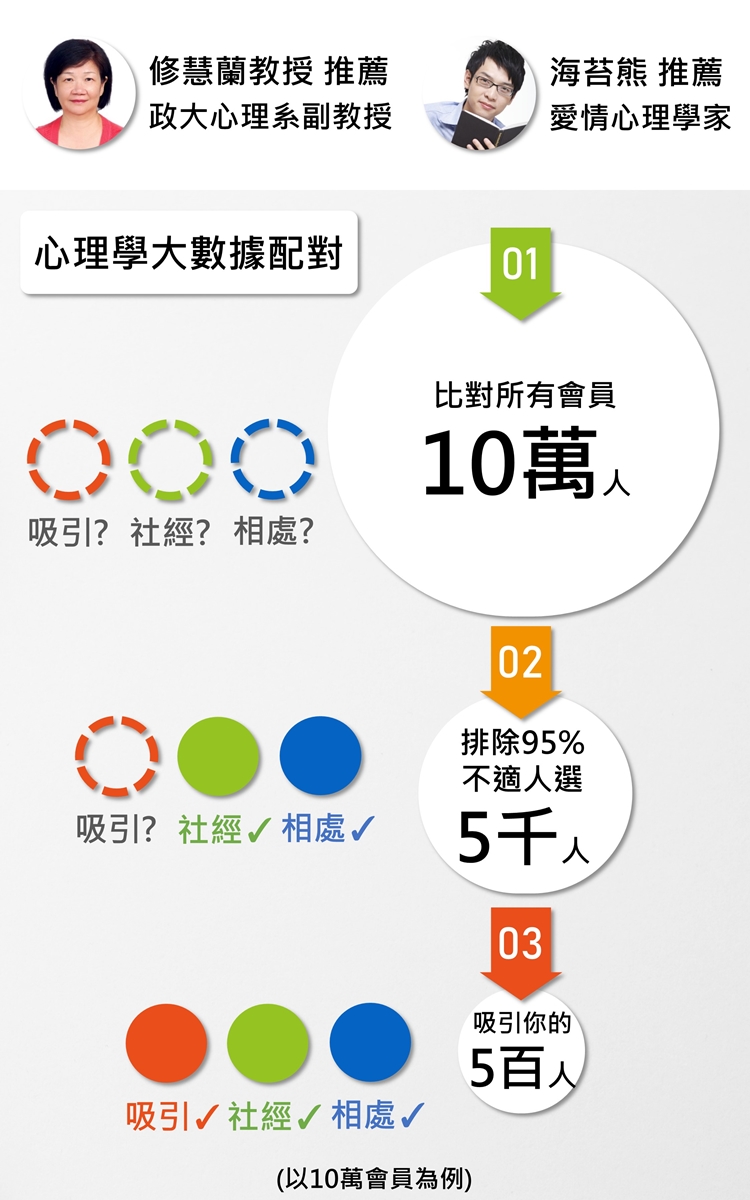 修慧蘭教授 推薦
政大心理系副教授
海苔熊 推薦
愛情心理學家
心理學大數據配對
01
比對所有會員
10萬人
吸引? 社經? 相處?
02
排除95%
不適人選
5千人
吸引? 社經✓ 相處✓
03
吸引你的
5百人
吸引✓ 社經✓ 相處✓
(以10萬會員為例)